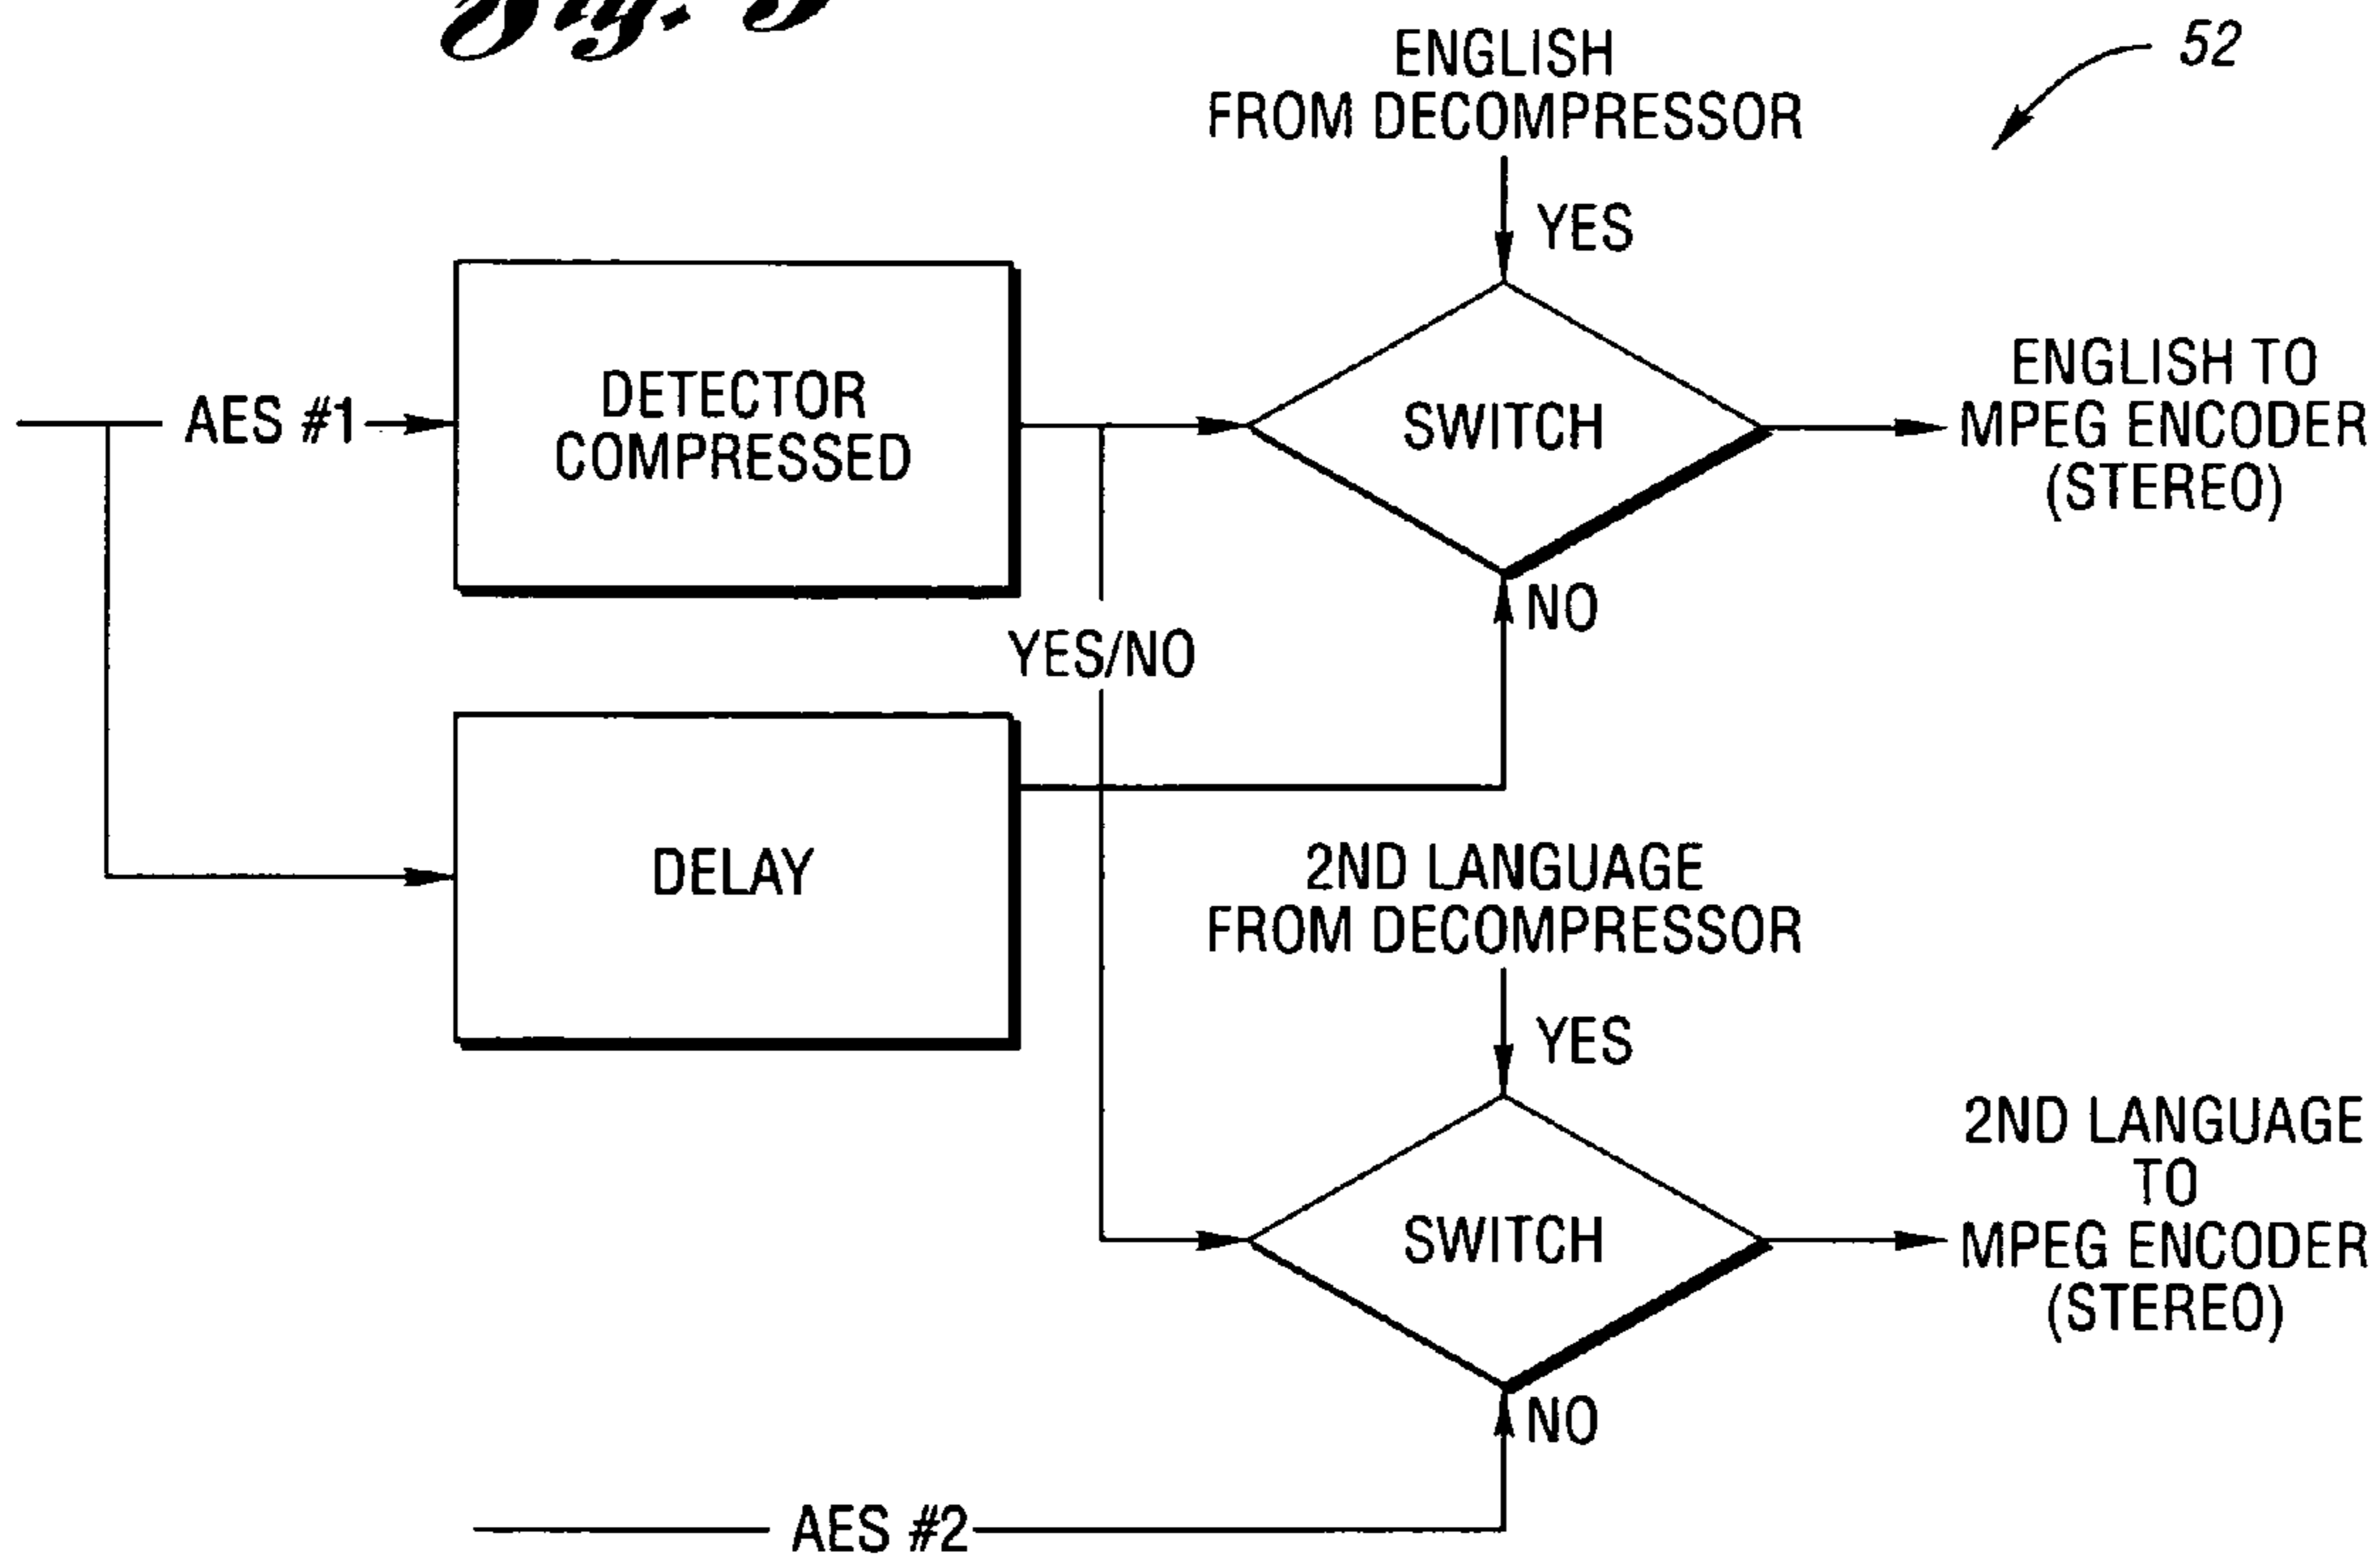 ENGLISH
FROM DECOMPRESSOR
52
YES
AES #1
DETECTOR
COMPRESSED
SWITCH
ENGLISH TO
MPEG ENCODER
(STEREO)
NO
YES/NO
DELAY
2ND LANGUAGE
FROM DECOMPRESSOR
YES
SWITCH
2ND LANGUAGE
TO
MPEG ENCODER
(STEREO)
NO
AES #2